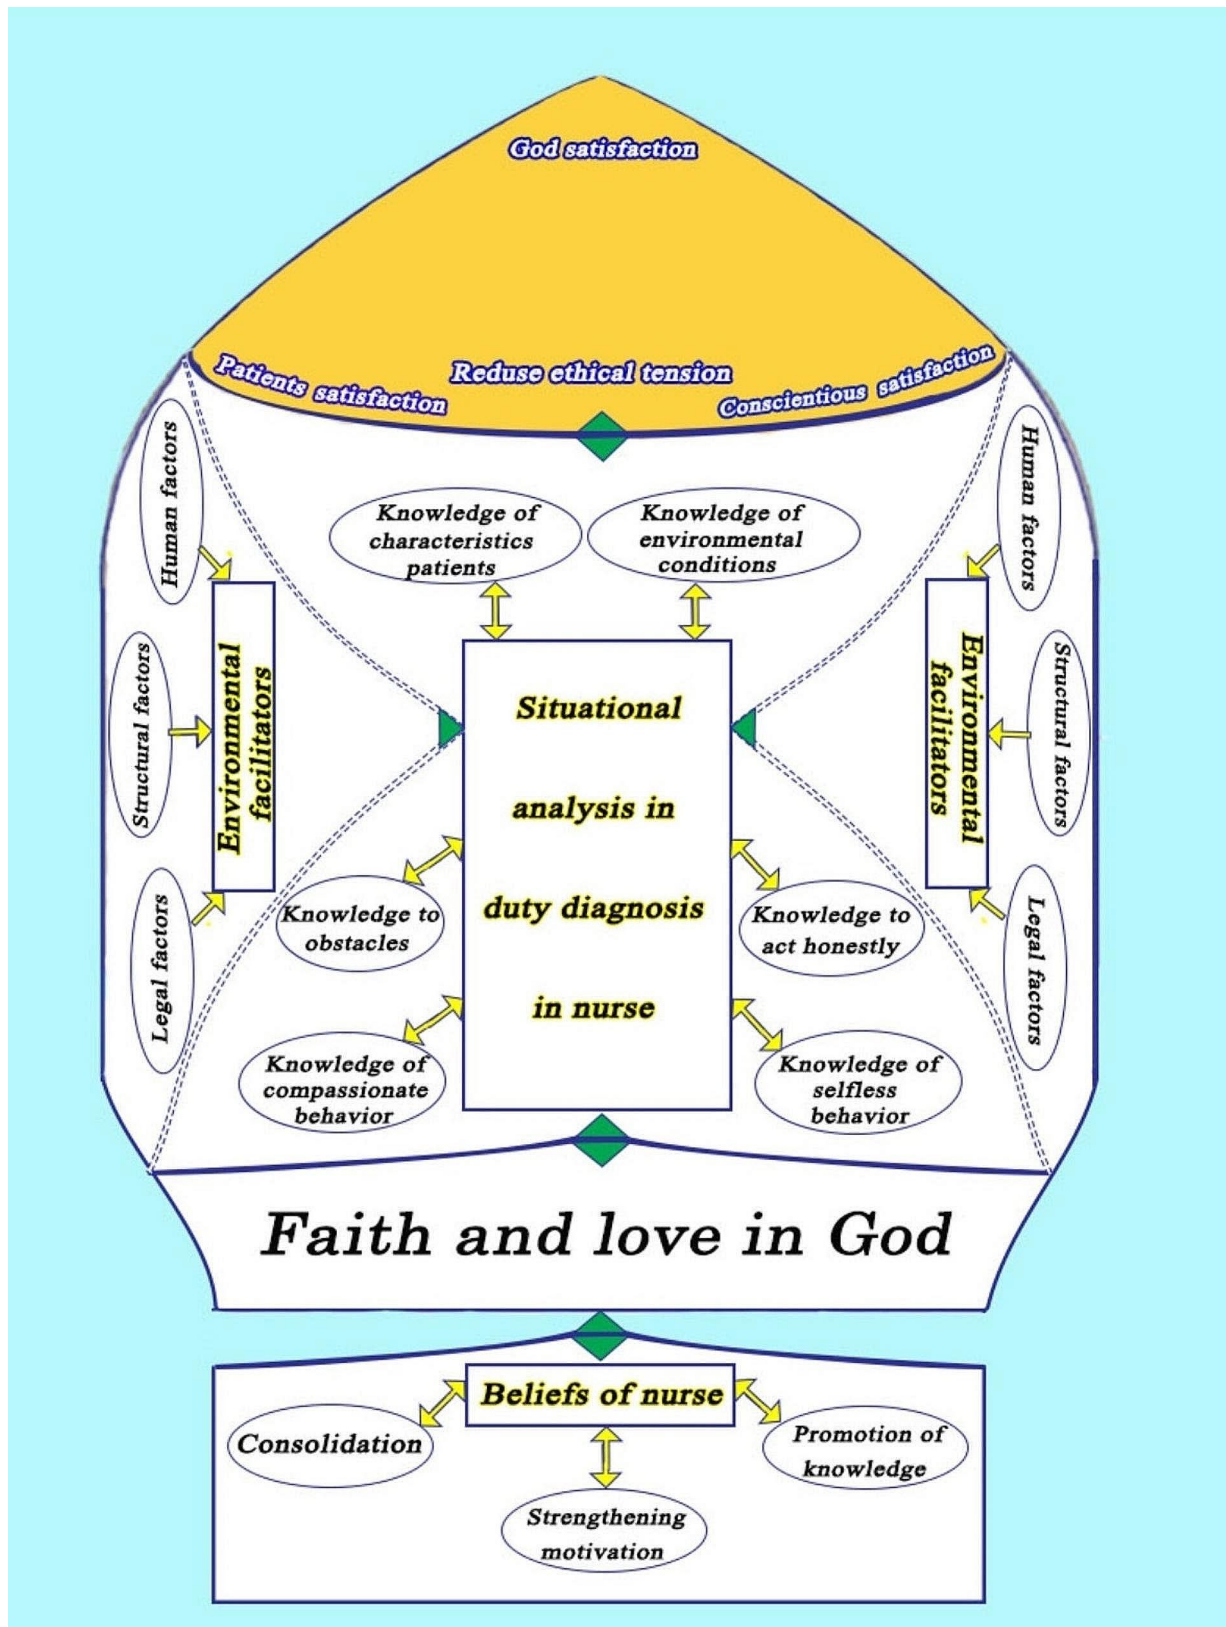 God satisfaction
Patients satisfaction
Reduse ethical tension
Conscientious satisfaction
Human factors
Structural factors
Legal factors
Environmental
facilitators
Knowledge of
characteristics
patients
Knowledge of
environmental
conditions
Human factors
Structural factors
Legal factors
Environmental
facilitators
Situational
analysis in
duty diagnosis
in nurse
Knowledge to
obstacles
Knowledge to
act honestly
Knowledge of
compassionate
behavior
Knowledge of
selfless
behavior
Faith and love in God
Beliefs of nurse
Consolidation
Promotion of
knowledge
Strengthening
motivation